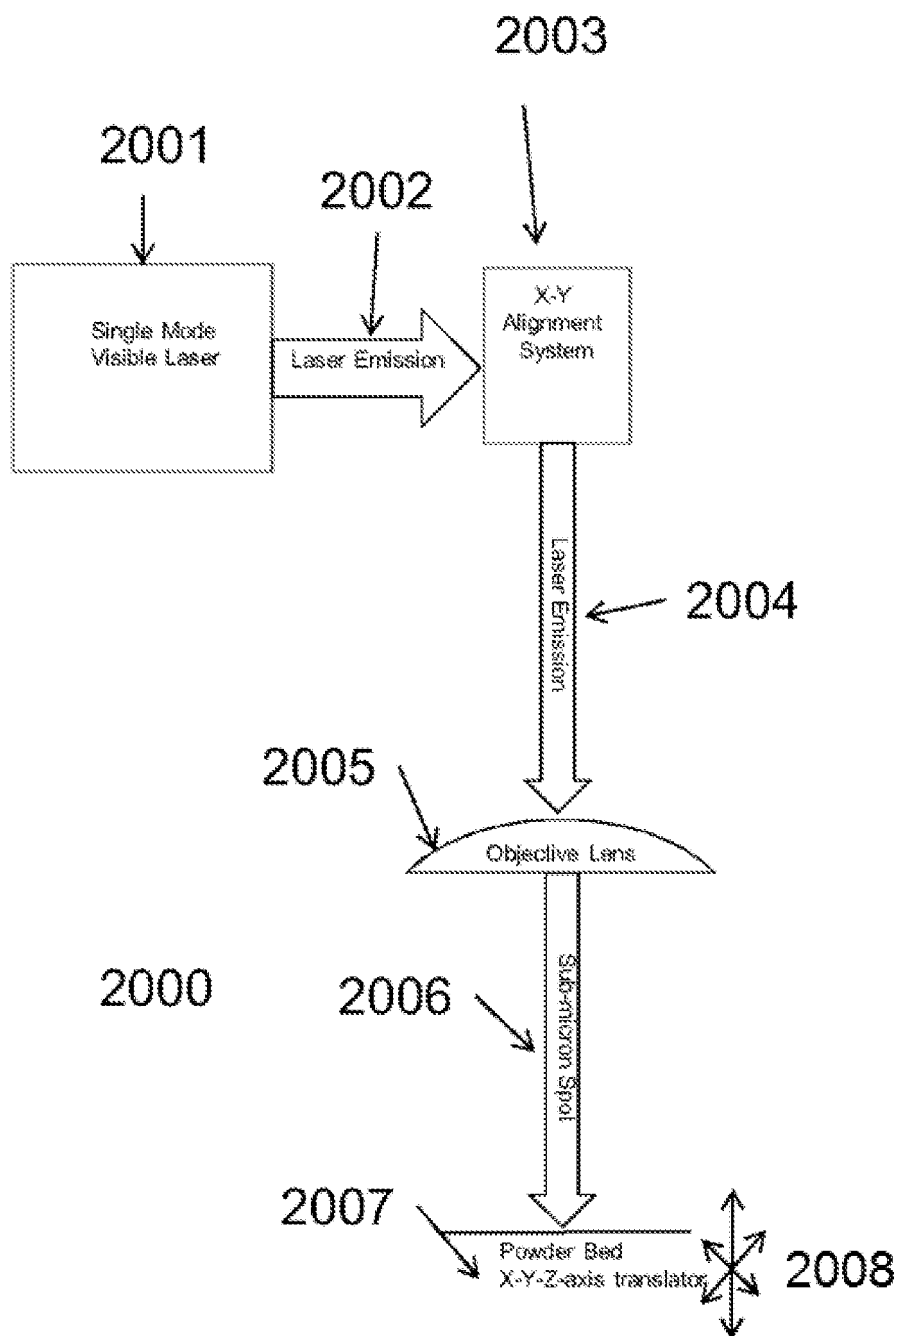 2003
2001
2002
X-Y
Alignment
System
Single Mode
Visible Laser
Laser Emission
Laser Emission
2004
2005
Objective Lens
2000
2006
Sub-micron Spot
2007
Powder Bed
X-Y-Z-axis translator
2008